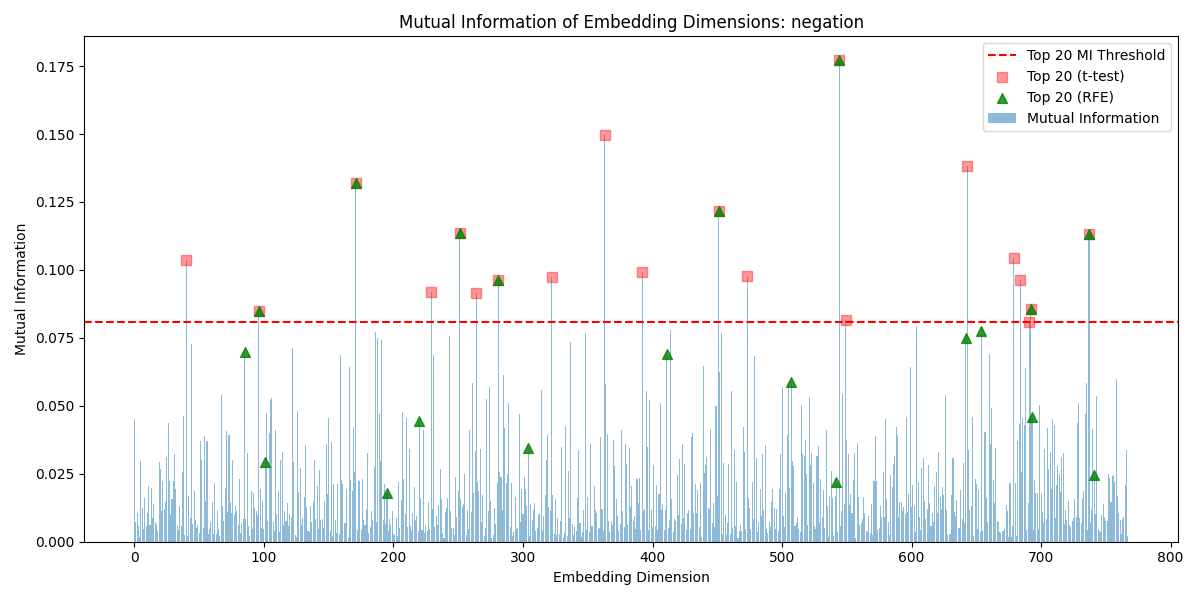 Mutual Information of Embedding Dimensions: negation
Mutual Information
0.175
0.150
0.125
0.100
0.075
0.050
0.025
0.000
Top 20 MI Threshold
Top 20 (t-test)
Top 20 (RFE)
Mutual Information
0 100 200 300 400 500 600 700 800
Embedding Dimension